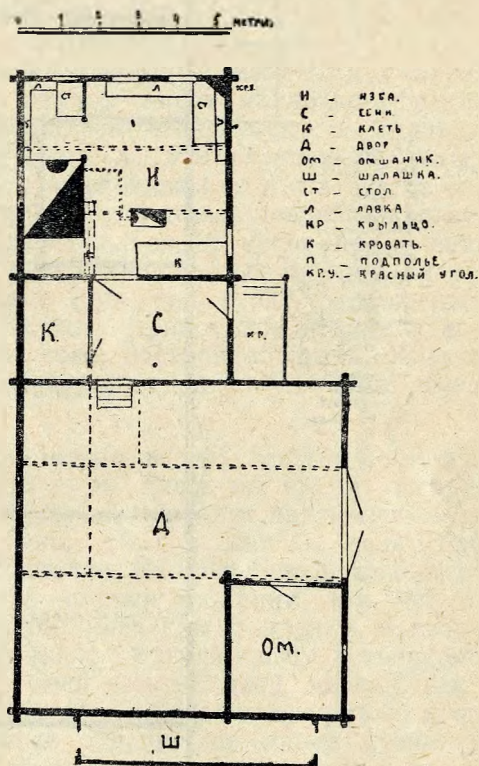 0 1 2 3 4 5 МЕТРЫ
И - ИЗБА.
С - СЕНИ.
К - КЛЕТЬ
Д - ДВОР
ОМ - ОМШАНИК.
Ш - ШАЛАШКА.
СТ - СТОЛ.
Л - ЛАВКА
КР - КРЫЛЬЦО.
К - КРОВАТЬ.
П - ПОДПОЛЬЕ
КР.У. - КРАСНЫЙ УГОЛ.
СТ
Л
СТ
КР.У.
И
К
К.
С
КР.
Д
ОМ.
Ш